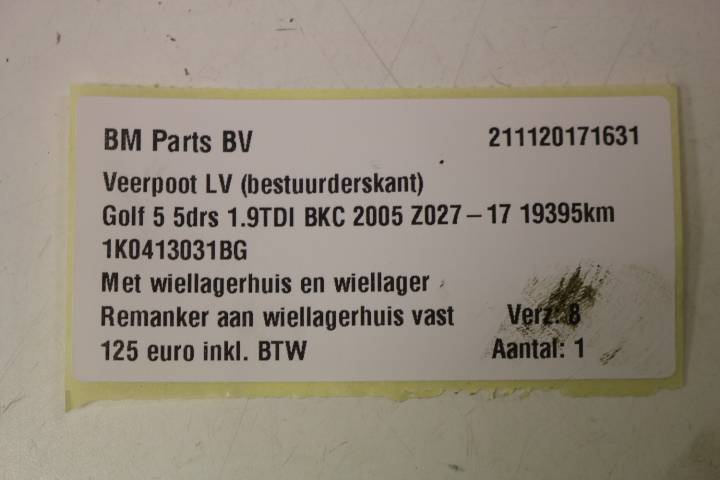 BM Parts BV 211120171631
Veerpoot LV (bestuurderskant)
Golf 5 5drs 1.9TDI BKC 2005 Z027-17 19395km
1K0413031BG
Met wiellagerhuis en wiellager
Remanker aan wiellagerhuis vast Verz: 8
125 euro inkl. BTW Aantal: 1